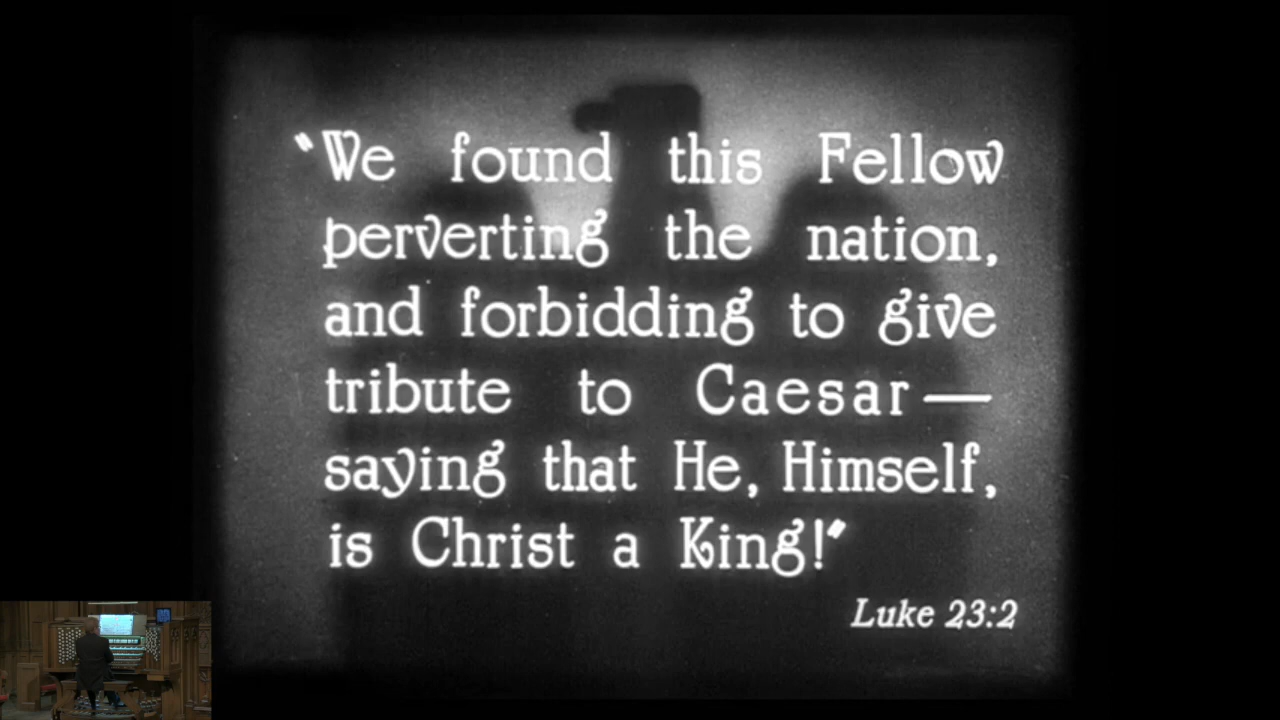 "We found this Fellow
perverting the nation,
and forbidding to give
tribute to Caesar—
saying that He, Himself,
is Christ a King!"
Luke 23:2